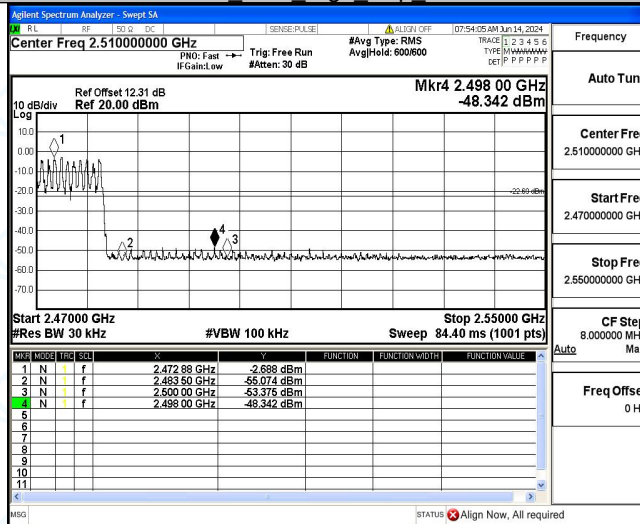 Agilent Spectrum Analyzer - Swept SA
RL RF 50 Ω DC SENSE:PULSE ALIGN OFF 07:54:05 AM Jun 14, 2024
Center Freq 2.510000000 GHz
PNO: Fast
IFGain:Low
Trig: Free Run
#Atten: 30 dB
#Avg Type: RMS
Avg|Hold: 600/600
TRACE 1 2 3 4 5 6
TYPE M
DET P P P P P P
Mkr4 2.498 00 GHz
-48.342 dBm
Ref Offset 12.31 dB
10 dB/div Ref 20.00 dBm
Log
10.0
0.00
-10.0
-20.0
-30.0
-40.0
-50.0
-60.0
-70.0
1
2
4
3
-22.69 dBm
Start 2.47000 GHz
Stop 2.55000 GHz
#Res BW 30 kHz
#VBW 100 kHz
Sweep 84.40 ms (1001 pts)
MKR MODE TRC SCL X Y FUNCTION FUNCTION WIDTH FUNCTION VALUE
1 N 1 f 2.472 88 GHz -2.688 dBm
2 N 1 f 2.483 50 GHz -55.074 dBm
3 N 1 f 2.500 00 GHz -53.375 dBm
4 N 1 f 2.498 00 GHz -48.342 dBm
5
6
7
8
9
10
11
MSG
STATUS Align Now, All required
Frequency
Auto Tun
Center Fre
2.510000000 GH
Start Fre
2.470000000 GH
Stop Fre
2.550000000 GH
CF Ste
8.000000 MH
Auto Ma
Freq Offse
0 H